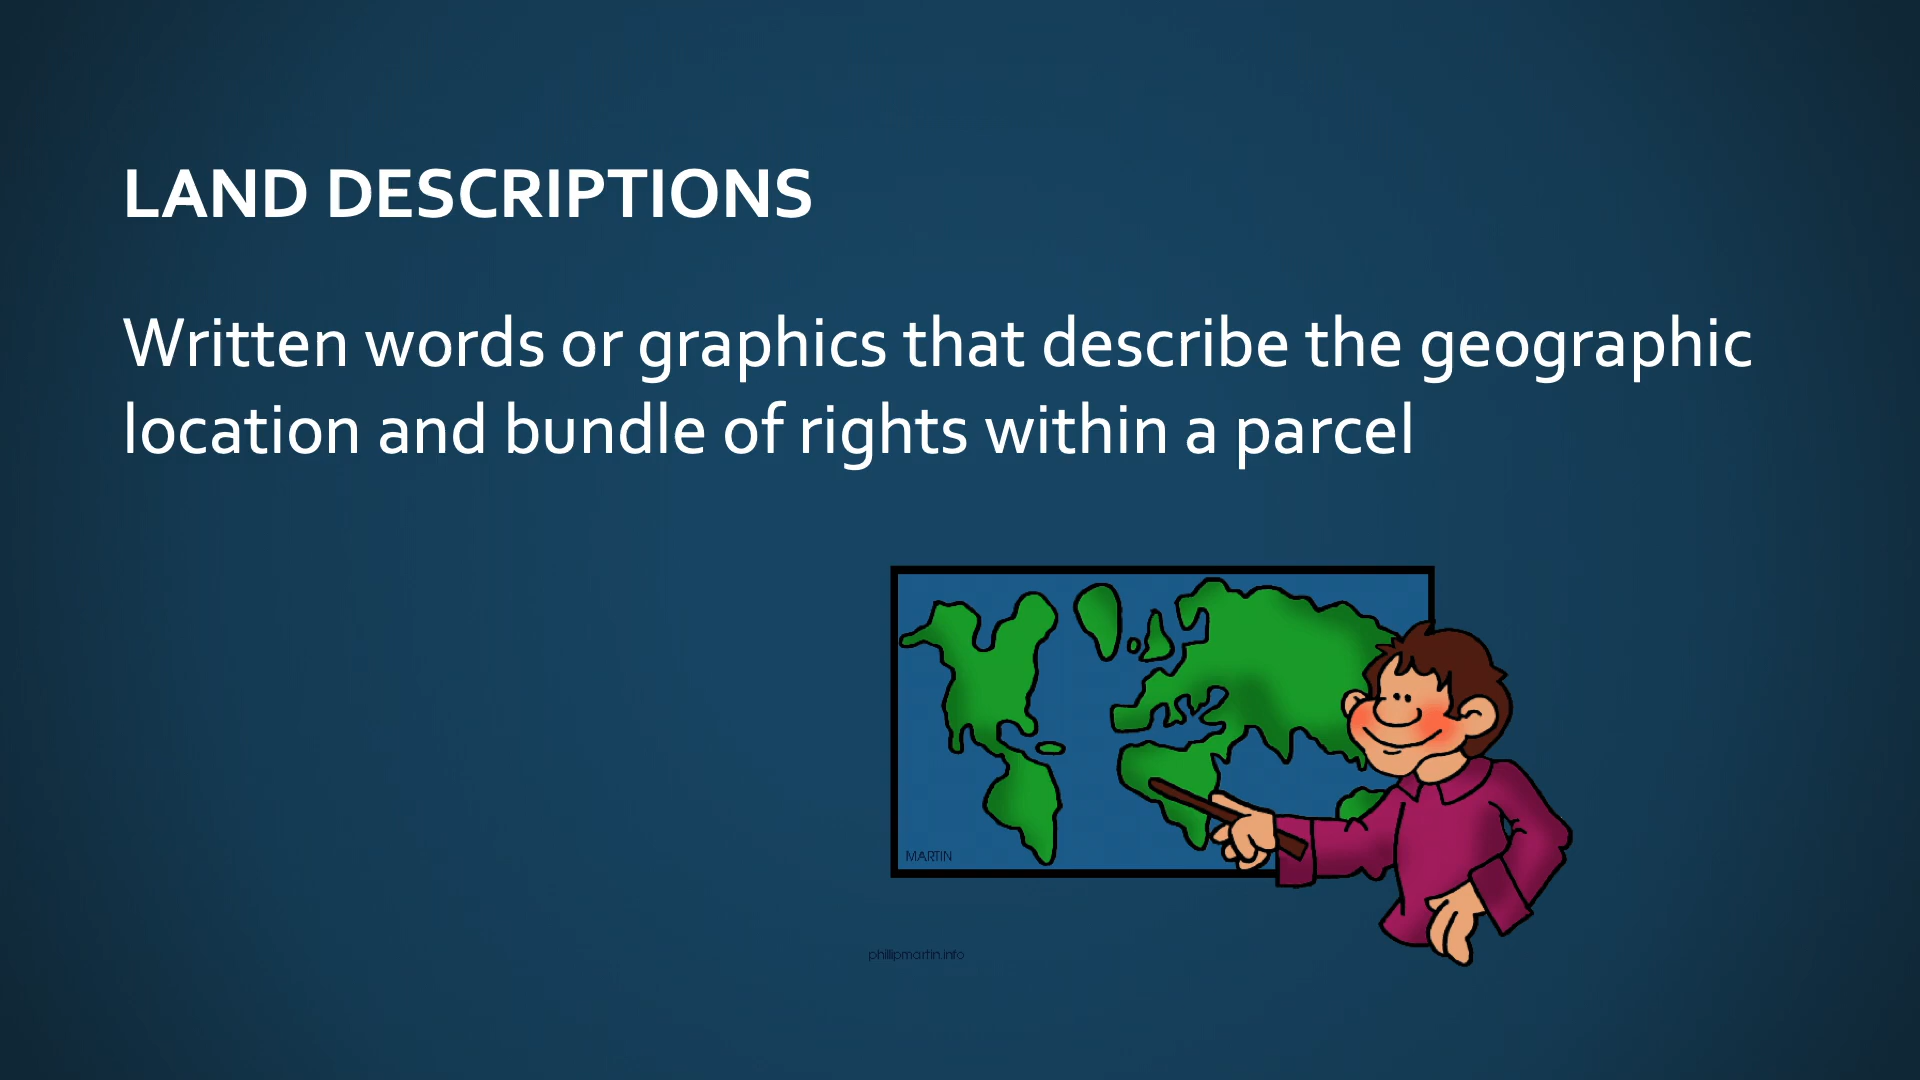 LAND DESCRIPTIONS
Written words or graphics that describe the geographic
location and bundle of rights within a parcel
MARTIN
phillipmartin.info